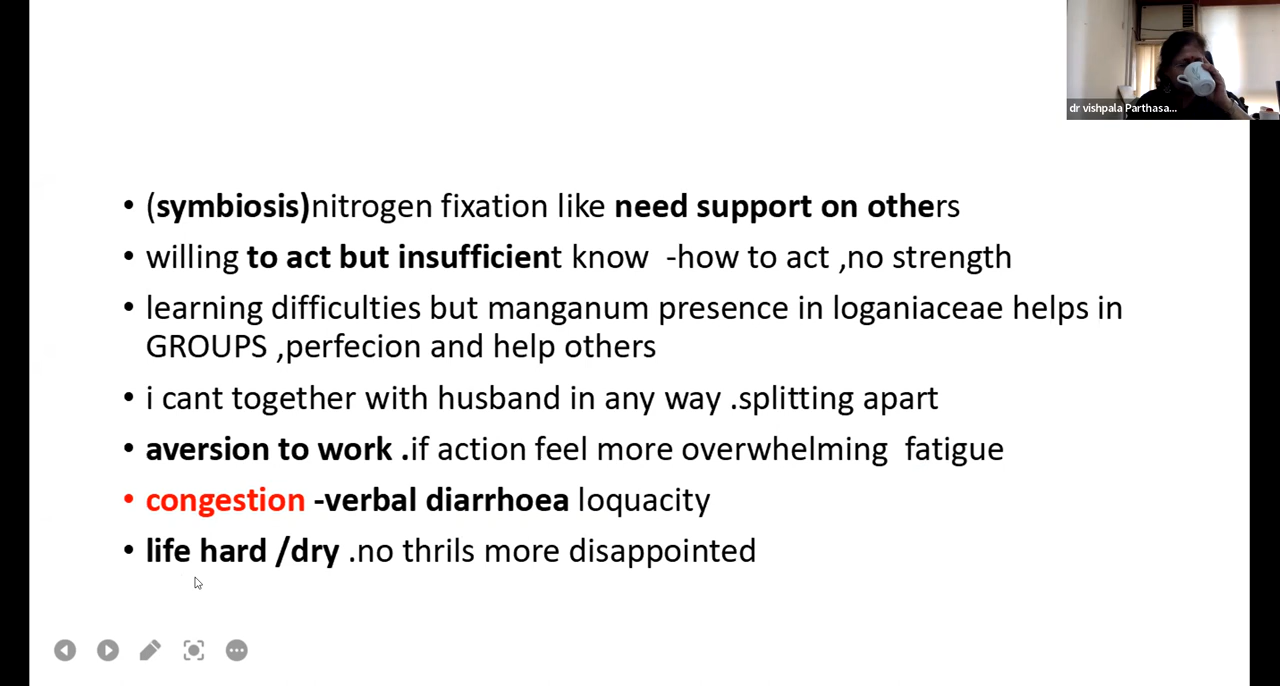 dr vishpala Parthasa...
• (symbiosis)nitrogen fixation like need support on others
• willing to act but insufficient know -how to act ,no strength
• learning difficulties but manganum presence in loganiaceae helps in
GROUPS ,perfecion and help others
• i cant together with husband in any way .splitting apart
• aversion to work .if action feel more overwhelming fatigue
• congestion -verbal diarrhoea loquacity
• life hard /dry .no thrils more disappointed